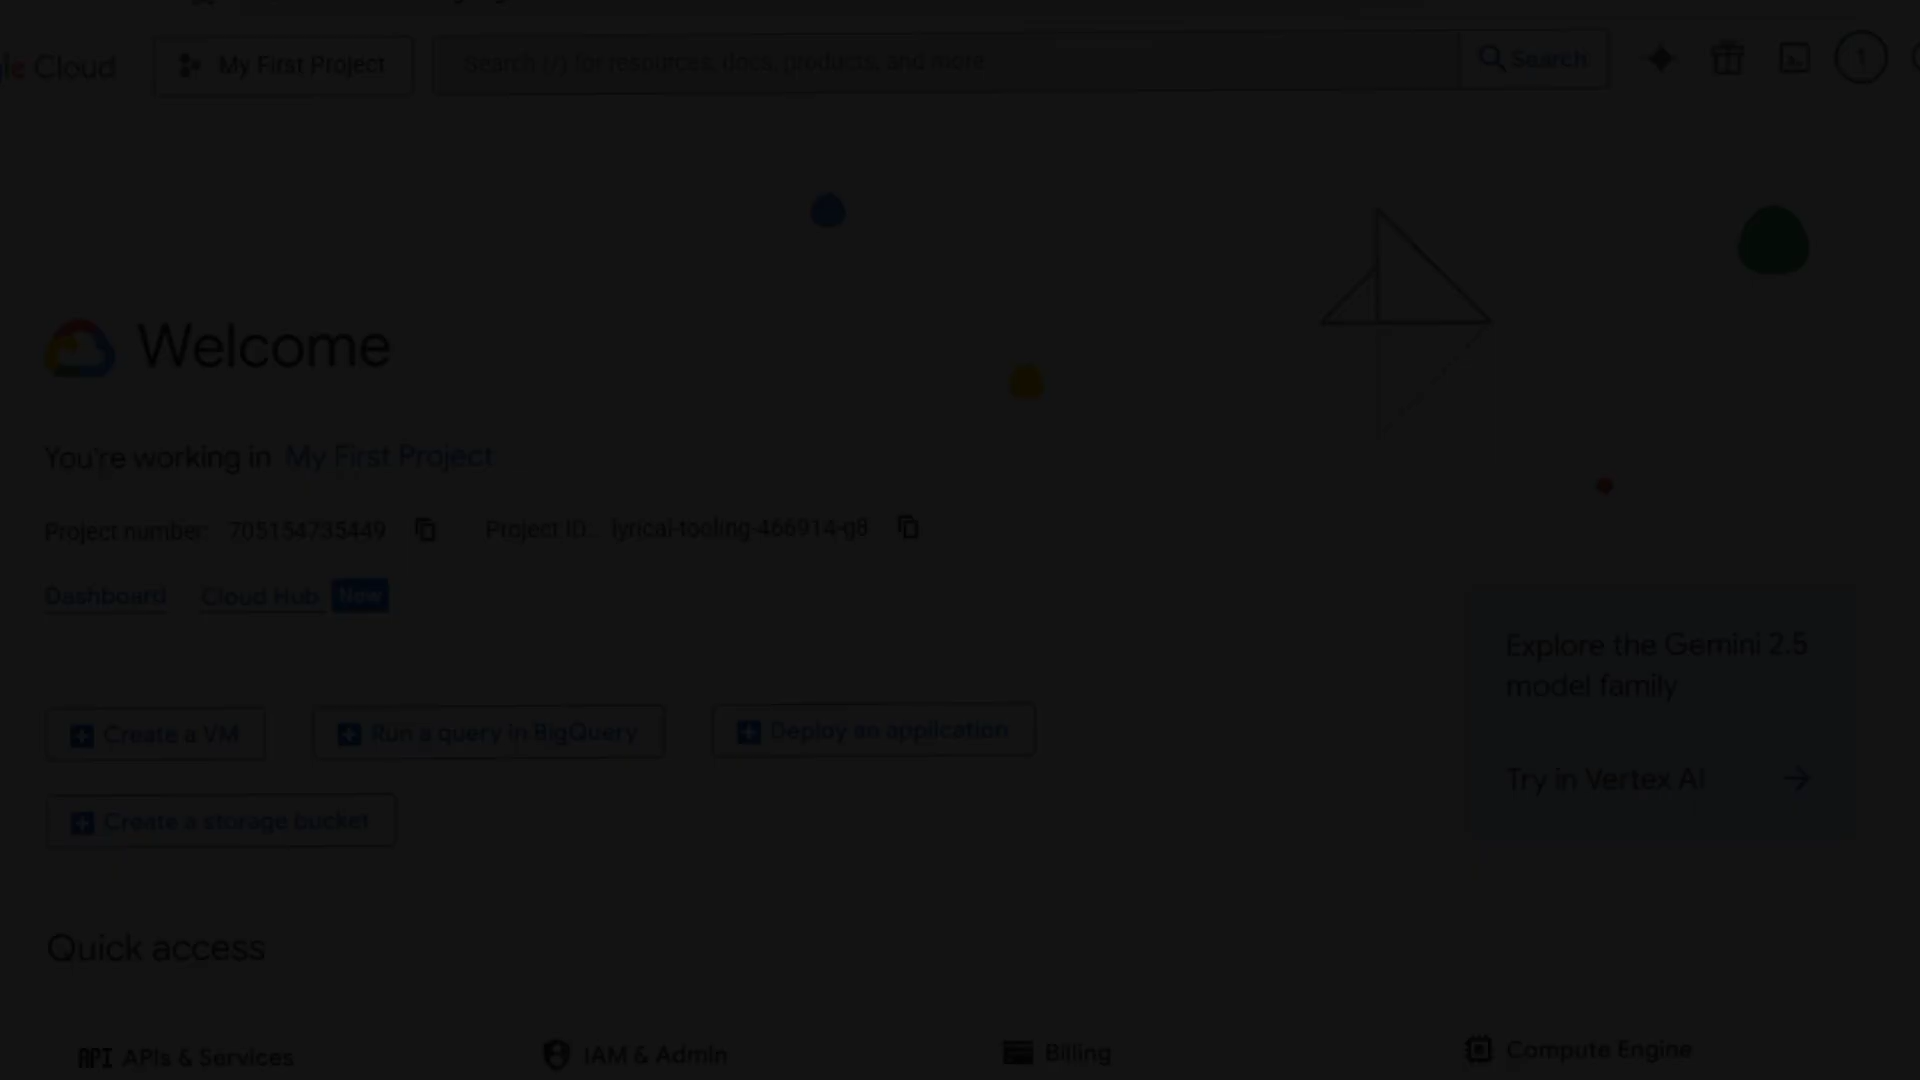 le Cloud
My First Project
Search (/) for resources, docs, products, and more
Search
1
Welcome
You're working in My First Project
Project number: 705154735449
Project ID: lyrical-tooling-466914-g8
Dashboard
Cloud Hub
New
Explore the Gemini 2.5
model family
Try in Vertex AI
Create a VM
Run a query in BigQuery
Deploy an application
Create a storage bucket
Quick access
API APIs & Services
IAM & Admin
Billing
Compute Engine